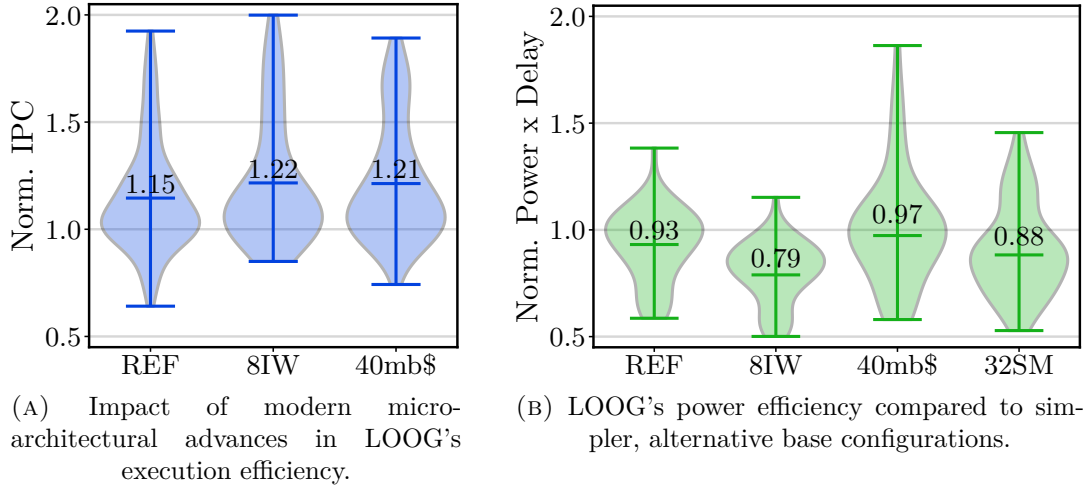 Norm. IPC
2.0
1.5
1.0
0.5
1.15
1.22
1.21
REF
8IW
40mb$
(A) Impact of modern micro-
architectural advances in LOOG's
execution efficiency.
Norm. Power x Delay
2.0
1.5
1.0
0.5
0.93
0.79
0.97
0.88
REF
8IW
40mb$
32SM
(B) LOOG's power efficiency compared to sim-
pler, alternative base configurations.